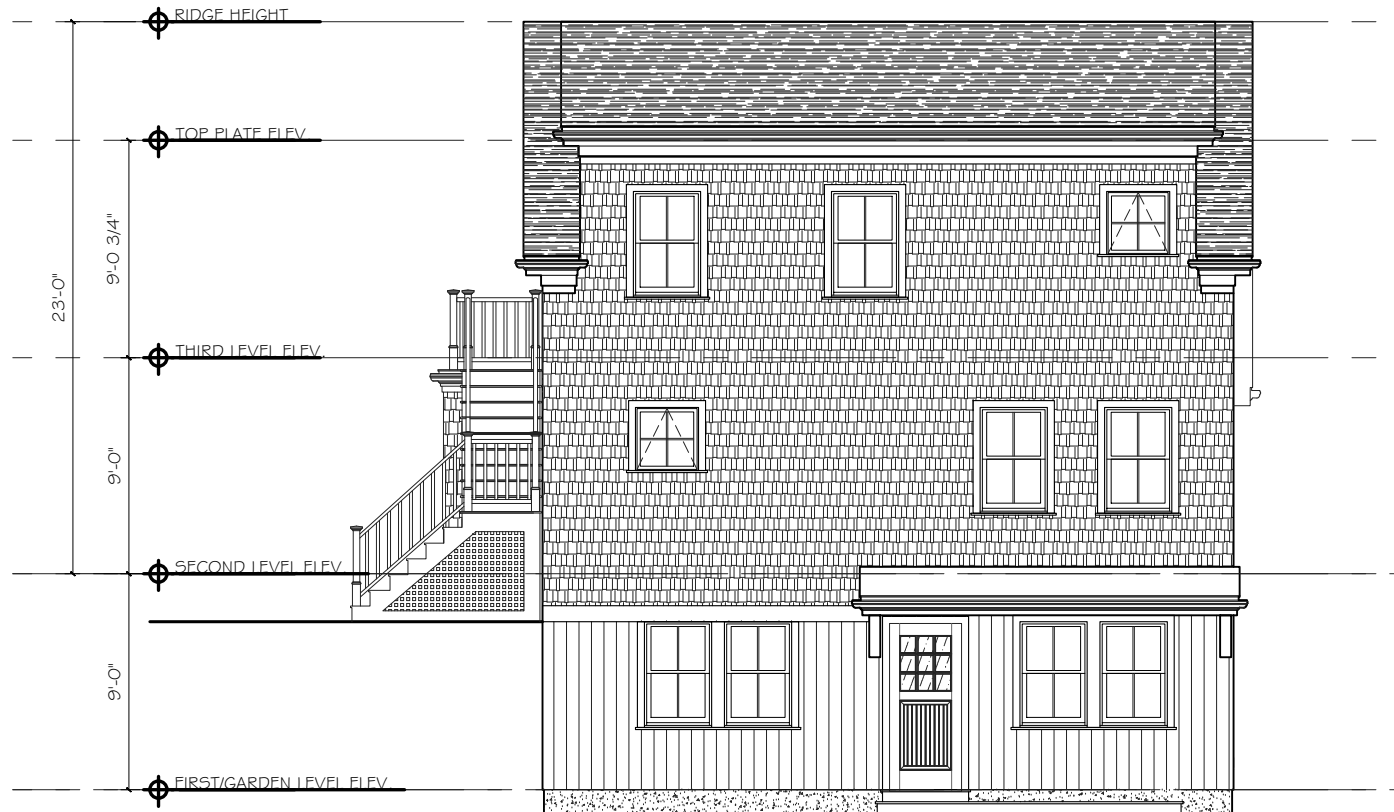 RIDGE HEIGHT
TOP PLATE ELEV
9'-0 3/4"
23'-0"
THIRD LEVEL ELEV.
9'-0"
SECOND LEVEL ELEV
9'-0"
FIRST/GARDEN LEVEL ELEV